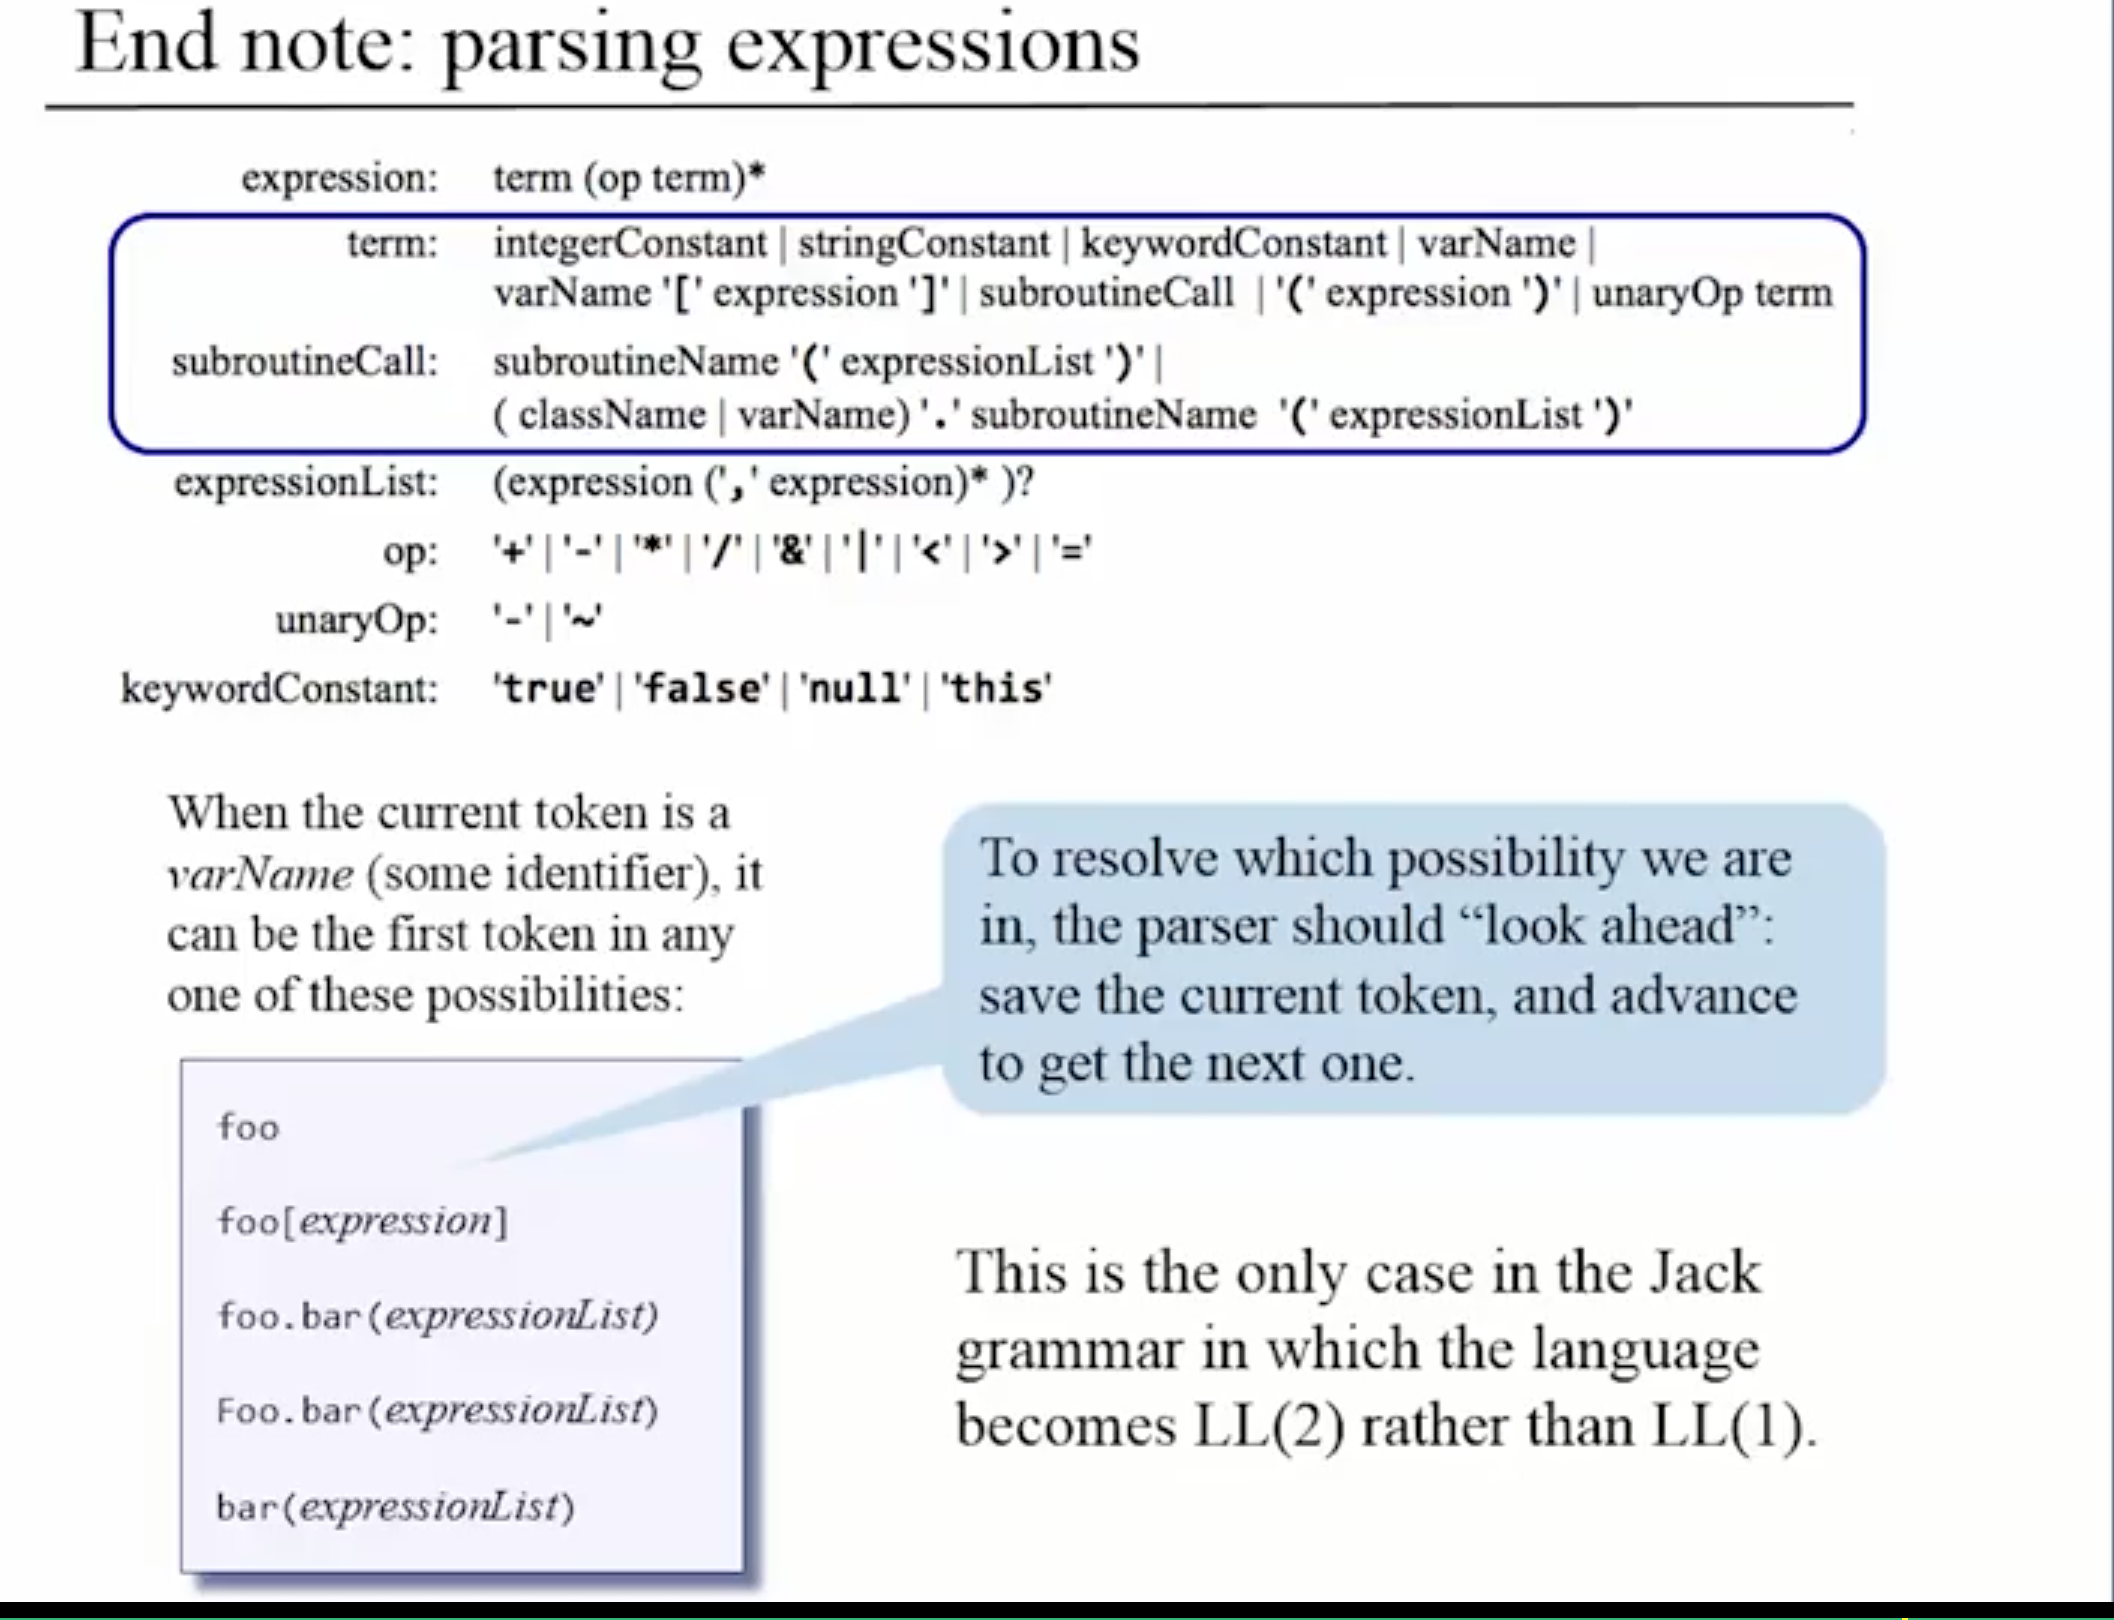 End note: parsing expressions
expression: term (op term)*
term: integerConstant | stringConstant | keywordConstant | varName |
varName '[' expression ']' | subroutineCall | '(' expression ')' | unaryOp term
subroutineCall: subroutineName '(' expressionList ')' |
( className | varName) '.' subroutineName '(' expressionList ')'
expressionList: (expression (',' expression)* )?
op: '+' | '-' | '*' | '/' | '&' | '|' | '<' | '>' | '='
unaryOp: '-' | '~'
keywordConstant: 'true' | 'false' | 'null' | 'this'
When the current token is a
varName (some identifier), it
can be the first token in any
one of these possibilities:
foo
foo[expression]
foo.bar(expressionList)
Foo.bar(expressionList)
bar(expressionList)
To resolve which possibility we are
in, the parser should “look ahead”:
save the current token, and advance
to get the next one.
This is the only case in the Jack
grammar in which the language
becomes LL(2) rather than LL(1).